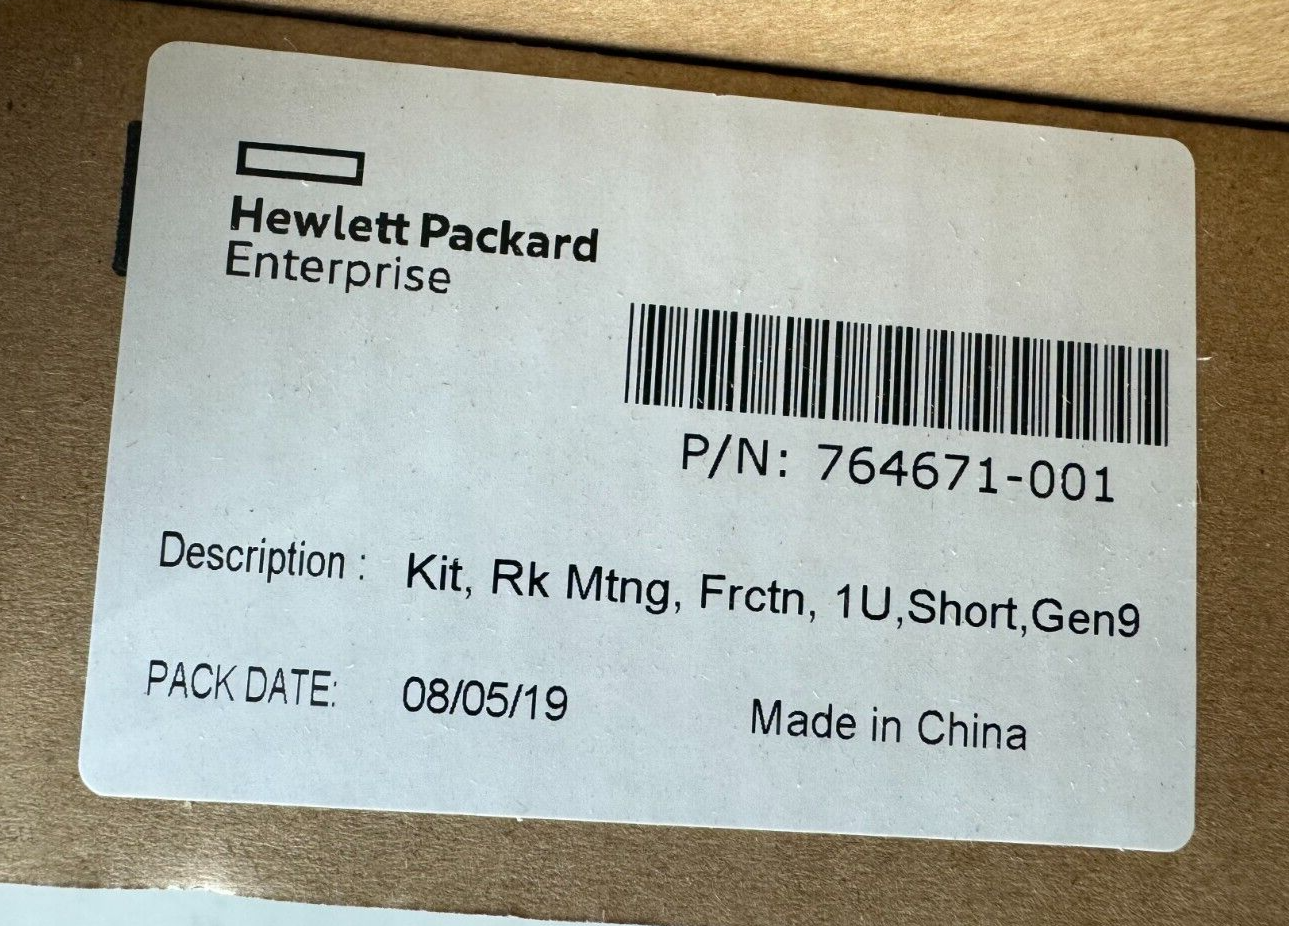 Hewlett Packard
Enterprise
P/N: 764671-001
Description : Kit, Rk Mtng, Frctn, 1U,Short,Gen9
PACK DATE: 08/05/19 Made in China